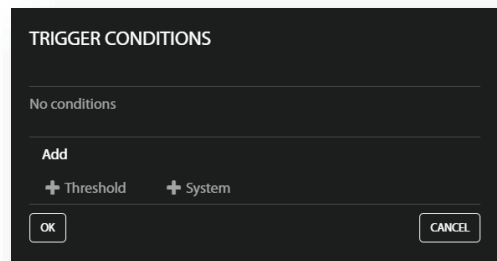 TRIGGER CONDITIONS
No conditions
Add
Threshold System
OK CANCEL